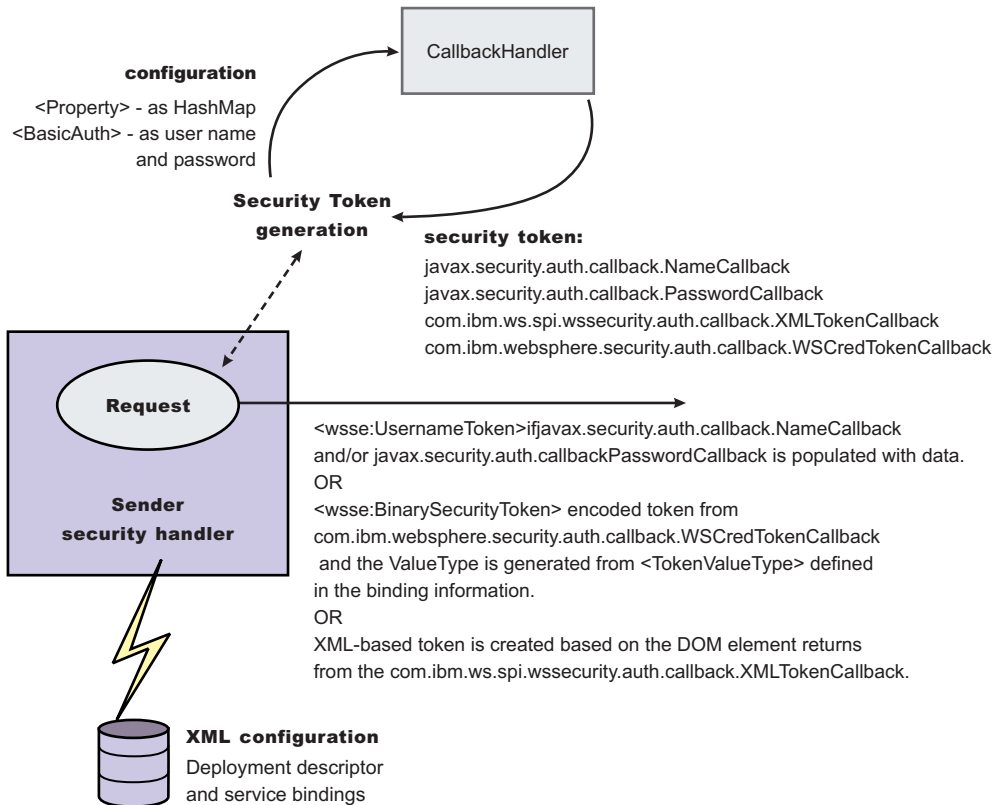 CallbackHandler
configuration
<Property> - as HashMap
<BasicAuth> - as user name
and password
Security Token
generation
security token:
javax.security.auth.callback.NameCallback
javax.security.auth.callback.PasswordCallback
com.ibm.ws.spi.wssecurity.auth.callback.XMLTokenCallback
com.ibm.websphere.security.auth.callback.WSCredTokenCallback
Request
Sender
security handler
<wsse:UsernameToken>ifjavax.security.auth.callback.NameCallback
and/or javax.security.auth.callbackPasswordCallback is populated with data.
OR
<wsse:BinarySecurityToken> encoded token from
com.ibm.websphere.security.auth.callback.WSCredTokenCallback
and the ValueType is generated from <TokenValueType> defined
in the binding information.
OR
XML-based token is created based on the DOM element returns
from the com.ibm.ws.spi.wssecurity.auth.callback.XMLTokenCallback.
XML configuration
Deployment descriptor
and service bindings